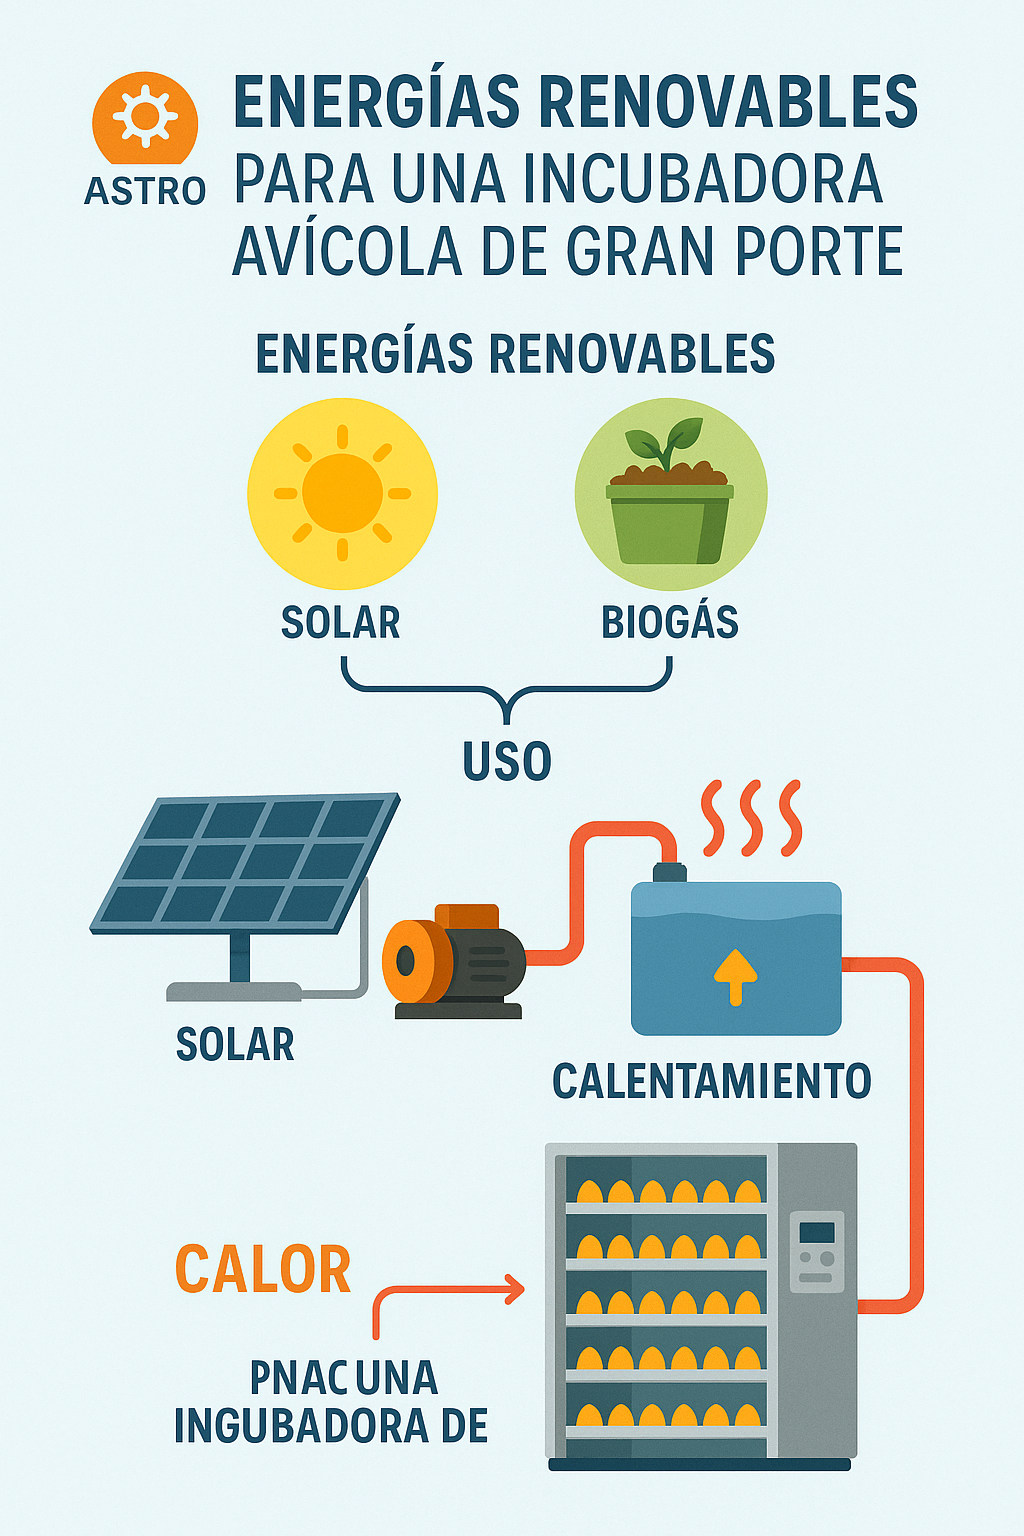 ASTRO
ENERGÍAS RENOVABLES
PARA UNA INCUBADORA
AVÍCOLA DE GRAN PORTE
ENERGÍAS RENOVABLES
SOLAR
BIOGÁS
USO
SOLAR
CALENTAMIENTO
CALOR
PNAC UNA
INGUBADORA DE